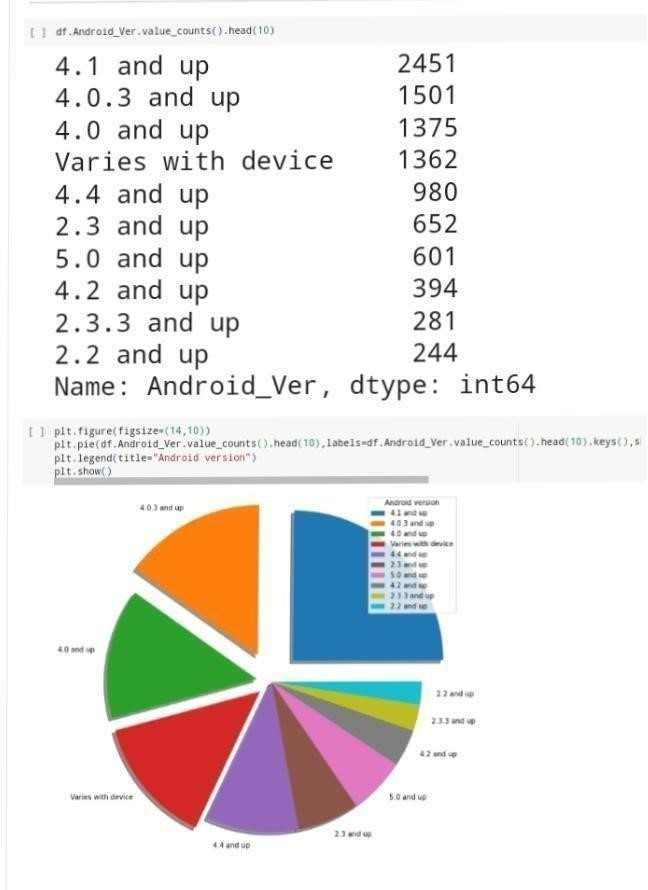 [ ] df.Android_Ver.value_counts().head(10)
4.1 and up 2451
4.0.3 and up 1501
4.0 and up 1375
Varies with device 1362
4.4 and up 980
2.3 and up 652
5.0 and up 601
4.2 and up 394
2.3.3 and up 281
2.2 and up 244
Name: Android_Ver, dtype: int64
[ ] plt.figure(figsize=(14,10))
plt.pie(df.Android_Ver.value_counts().head(10),labels=df.Android_Ver.value_counts().head(10).keys(),s
plt.legend(title="Android version")
plt.show()
4.0.3 and up
Android version
4.1 and up
4.0.3 and up
4.0 and up
Varies with device
4.4 and up
2.3 and up
5.0 and up
4.2 and up
2.3.3 and up
2.2 and up
4.0 and up
2.2 and up
2.3.3 and up
4.2 and up
Varies with device
5.0 and up
2.3 and up
4.4 and up